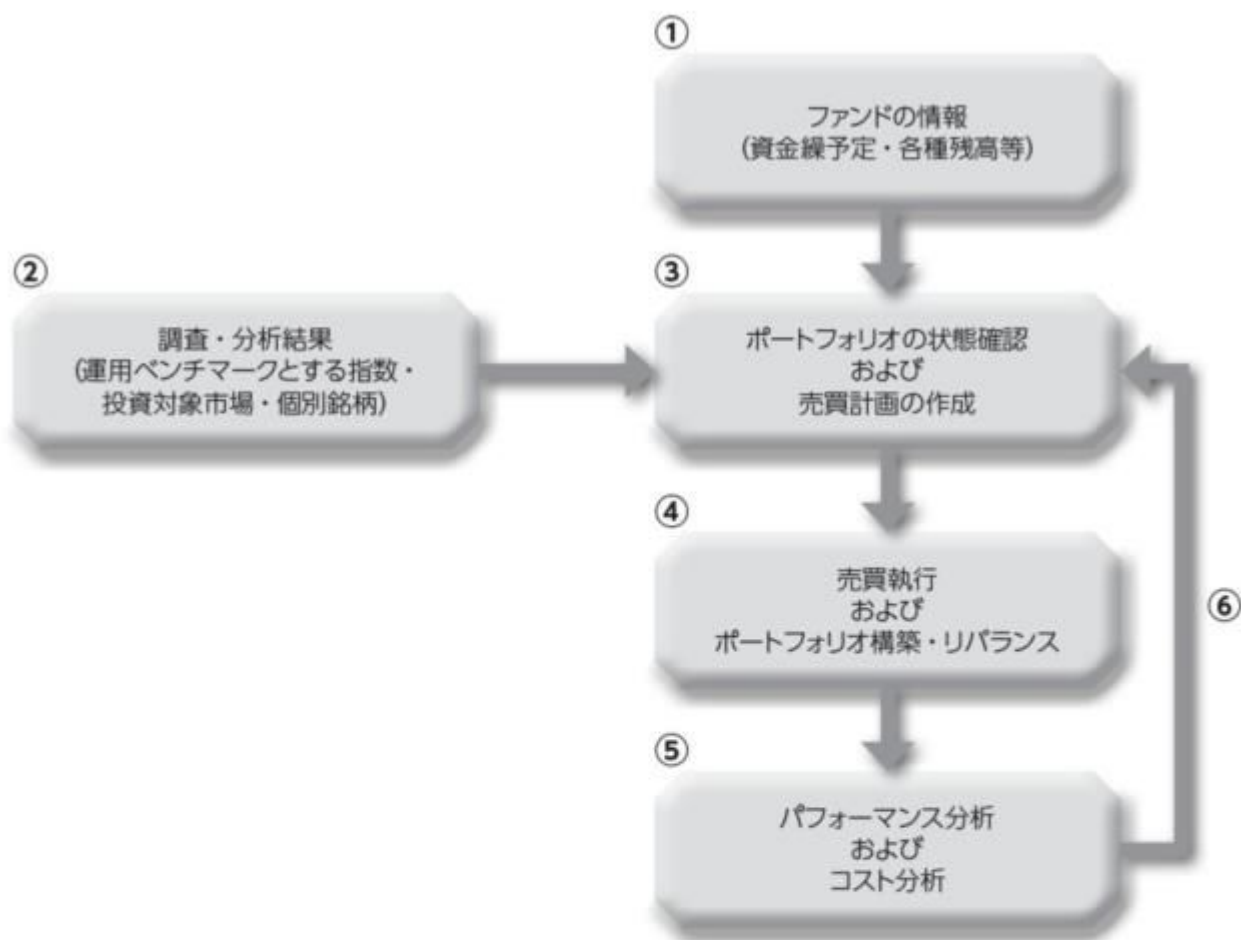 ①
ファンドの情報
(資金繰予定・各種残高等)
②
調査・分析結果
(運用ベンチマークとする指数・
投資対象市場・個別銘柄)
③
ポートフォリオの状態確認
および
売買計画の作成
④
売買執行
および
ポートフォリオ構築・リバランス
⑥
⑤
パフォーマンス分析
および
コスト分析